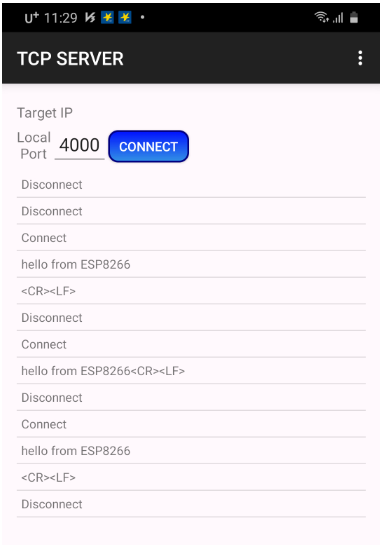 U+ 11:29
TCP SERVER
Target IP
Local
Port
4000
CONNECT
Disconnect
Disconnect
Connect
hello from ESP8266
<CR><LF>
Disconnect
Connect
hello from ESP8266<CR><LF>
Disconnect
Connect
hello from ESP8266
<CR><LF>
Disconnect